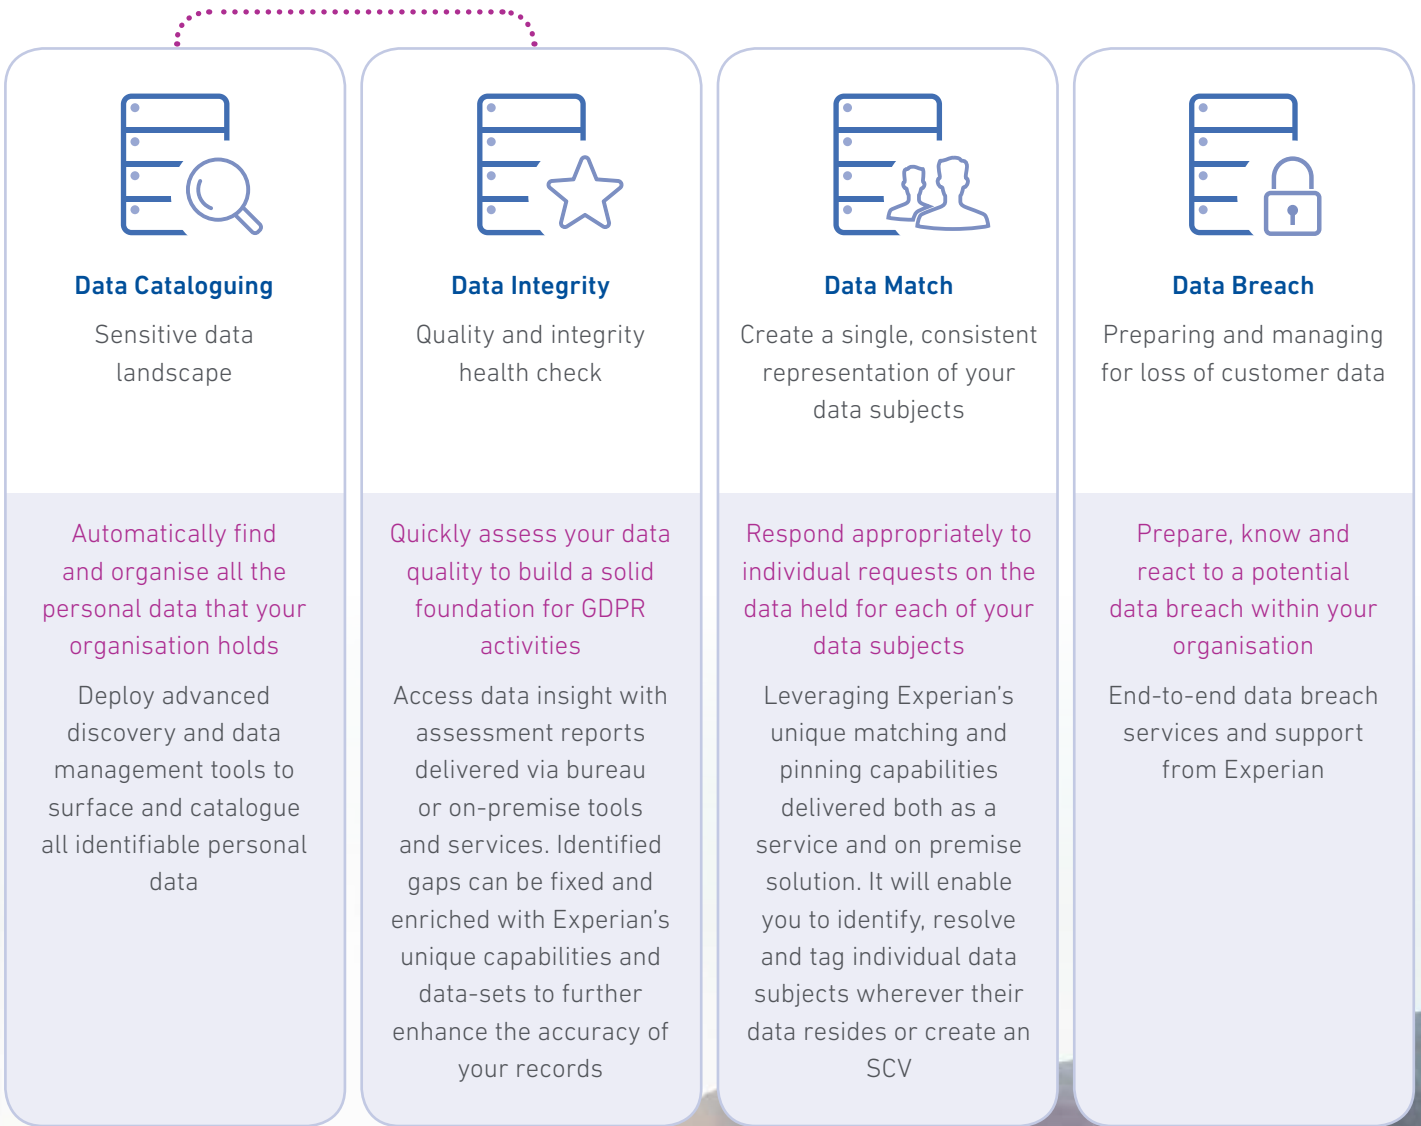 Data Cataloguing
Sensitive data
landscape
Automatically find
and organise all the
personal data that your
organisation holds
Deploy advanced
discovery and data
management tools to
surface and catalogue
all identifiable personal
data
Data Integrity
Quality and integrity
health check
Quickly assess your data
quality to build a solid
foundation for GDPR
activities
Access data insight with
assessment reports
delivered via bureau
or on-premise tools
and services. Identified
gaps can be fixed and
enriched with Experian’s
unique capabilities and
data-sets to further
enhance the accuracy of
your records
Data Match
Create a single, consistent
representation of your
data subjects
Respond appropriately to
individual requests on the
data held for each of your
data subjects
Leveraging Experian’s
unique matching and
pinning capabilities
delivered both as a
service and on premise
solution. It will enable
you to identify, resolve
and tag individual data
subjects wherever their
data resides or create an
SCV
Data Breach
Preparing and managing
for loss of customer data
Prepare, know and
react to a potential
data breach within your
organisation
End-to-end data breach
services and support
from Experian